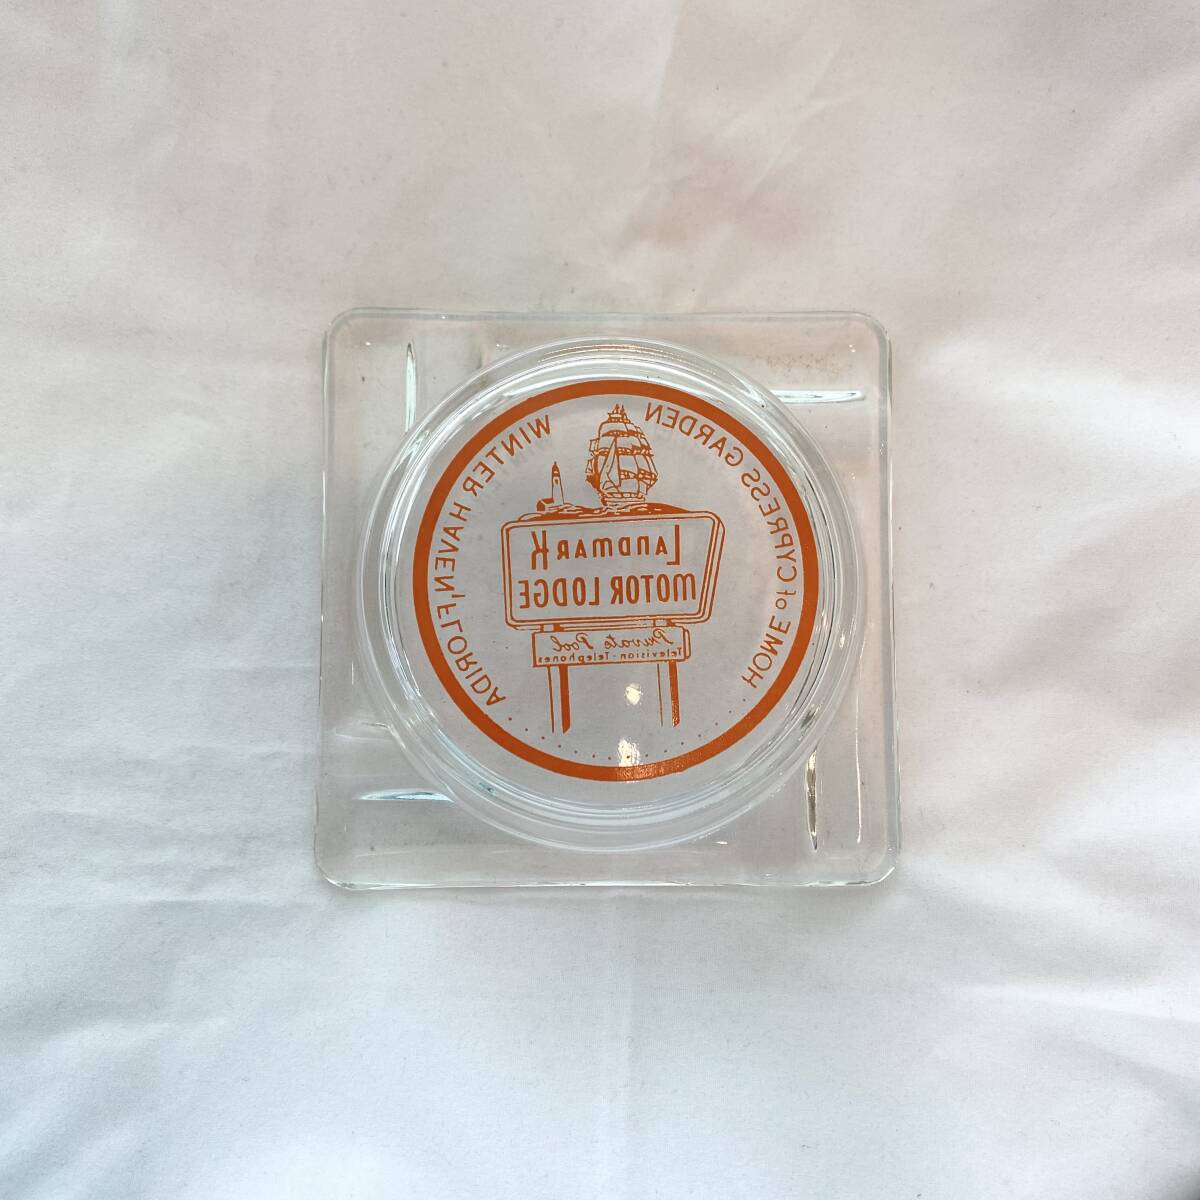 HOME of CYPRESS GARDEN
WINTER HAVEN, FLORIDA
LANDMARK
MOTOR LODGE
Private Pool
Television - Telephones